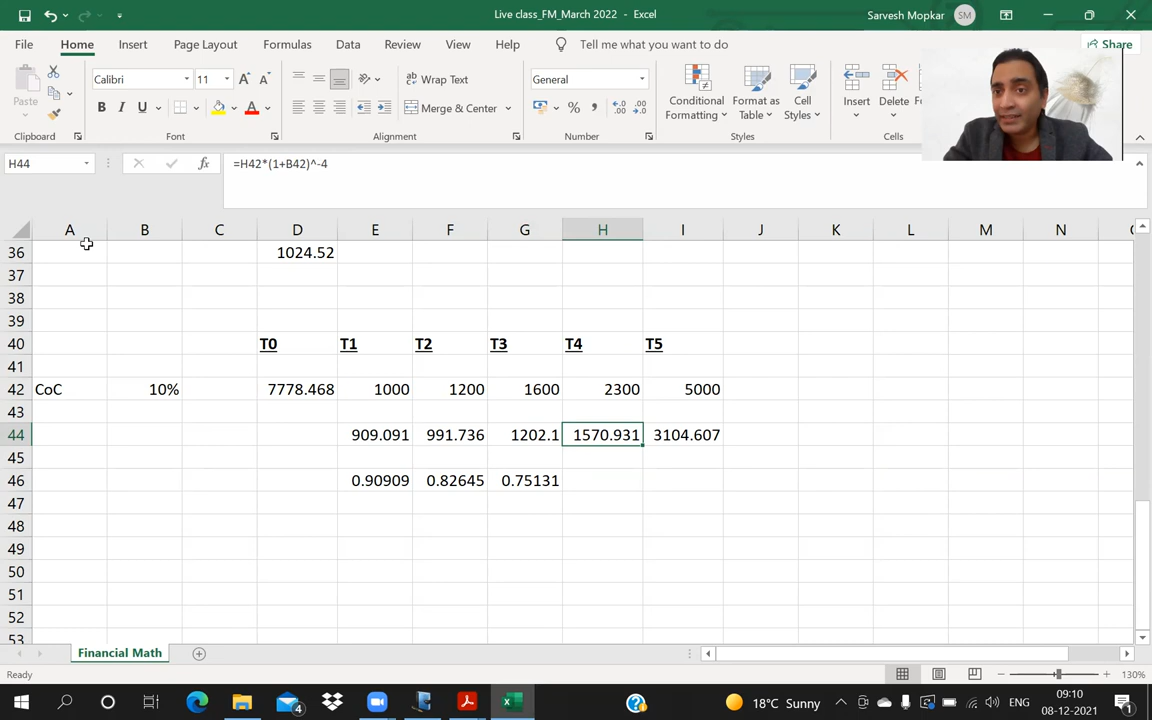 Live class_FM_March 2022 - Excel
Sarvesh Mopkar SM
File Home Insert Page Layout Formulas Data Review View Help Tell me what you want to do Share
Calibri 11 Wrap Text General
Paste B I U A Merge & Center % Conditional Formatting Format as Table Cell Styles Insert Delete
Clipboard Font Alignment Number Styles Cells
H44 fx =H42*(1+B42)^-4
A B C D E F G H I J K L M N
36 1024.52
37
38
39
40 T0 T1 T2 T3 T4 T5
41
42 CoC 10% 7778.468 1000 1200 1600 2300 5000
43
44 909.091 991.736 1202.1 1570.931 3104.607
45
46 0.90909 0.82645 0.75131
47
48
49
50
51
52
53
Financial Math
Ready 130%
4 18°C Sunny ENG 09:10
08-12-2021 1